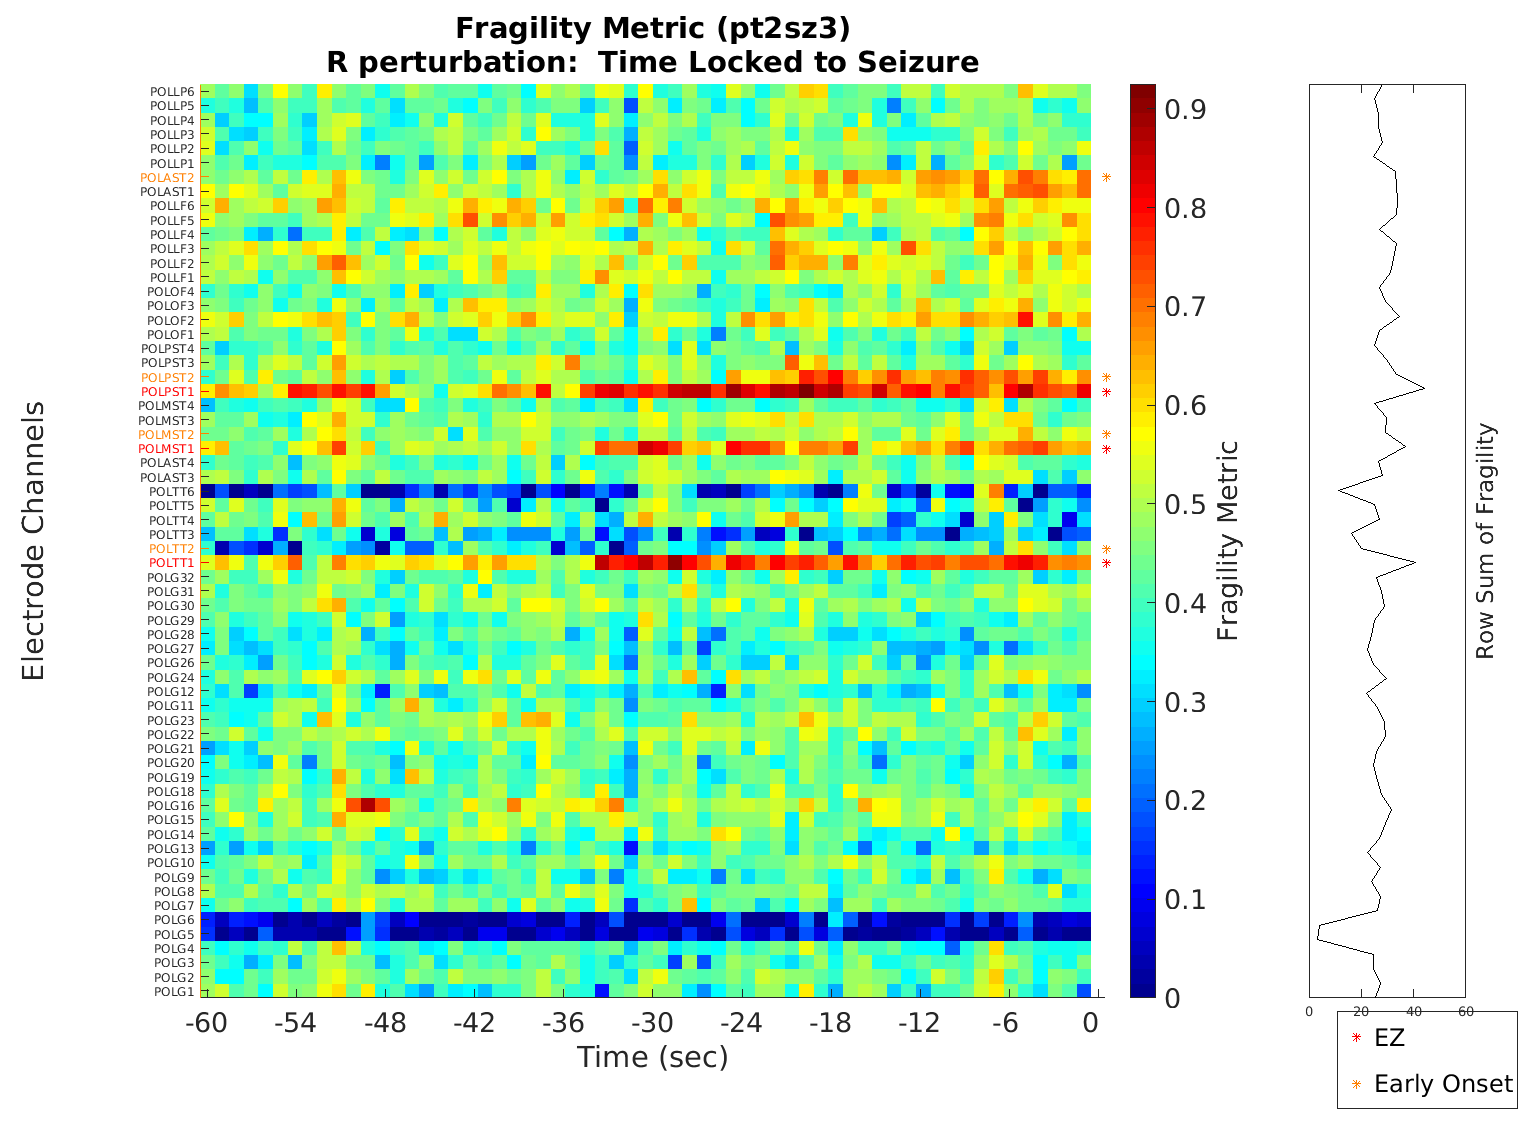 Fragility Metric (pt2sz3)
R perturbation:  Time Locked to Seizure
Electrode Channels
POLLP6
POLLP5
POLLP4
POLLP3
POLLP2
POLLP1
POLAST2
POLAST1
POLLF6
POLLF5
POLLF4
POLLF3
POLLF2
POLLF1
POLOF4
POLOF3
POLOF2
POLOF1
POLPST4
POLPST3
POLPST2
POLPST1
POLMST4
POLMST3
POLMST2
POLMST1
POLAST4
POLAST3
POLTT6
POLTT5
POLTT4
POLTT3
POLTT2
POLTT1
POLG32
POLG31
POLG30
POLG29
POLG28
POLG27
POLG26
POLG24
POLG12
POLG11
POLG23
POLG22
POLG21
POLG20
POLG19
POLG18
POLG16
POLG15
POLG14
POLG13
POLG10
POLG9
POLG8
POLG7
POLG6
POLG5
POLG4
POLG3
POLG2
POLG1
-60 -54 -48 -42 -36 -30 -24 -18 -12 -6 0
Time (sec)
0.9
0.8
0.7
0.6
0.5
0.4
0.3
0.2
0.1
0
Fragility Metric
0 20 40 60
Row Sum of Fragility
EZ
Early Onset